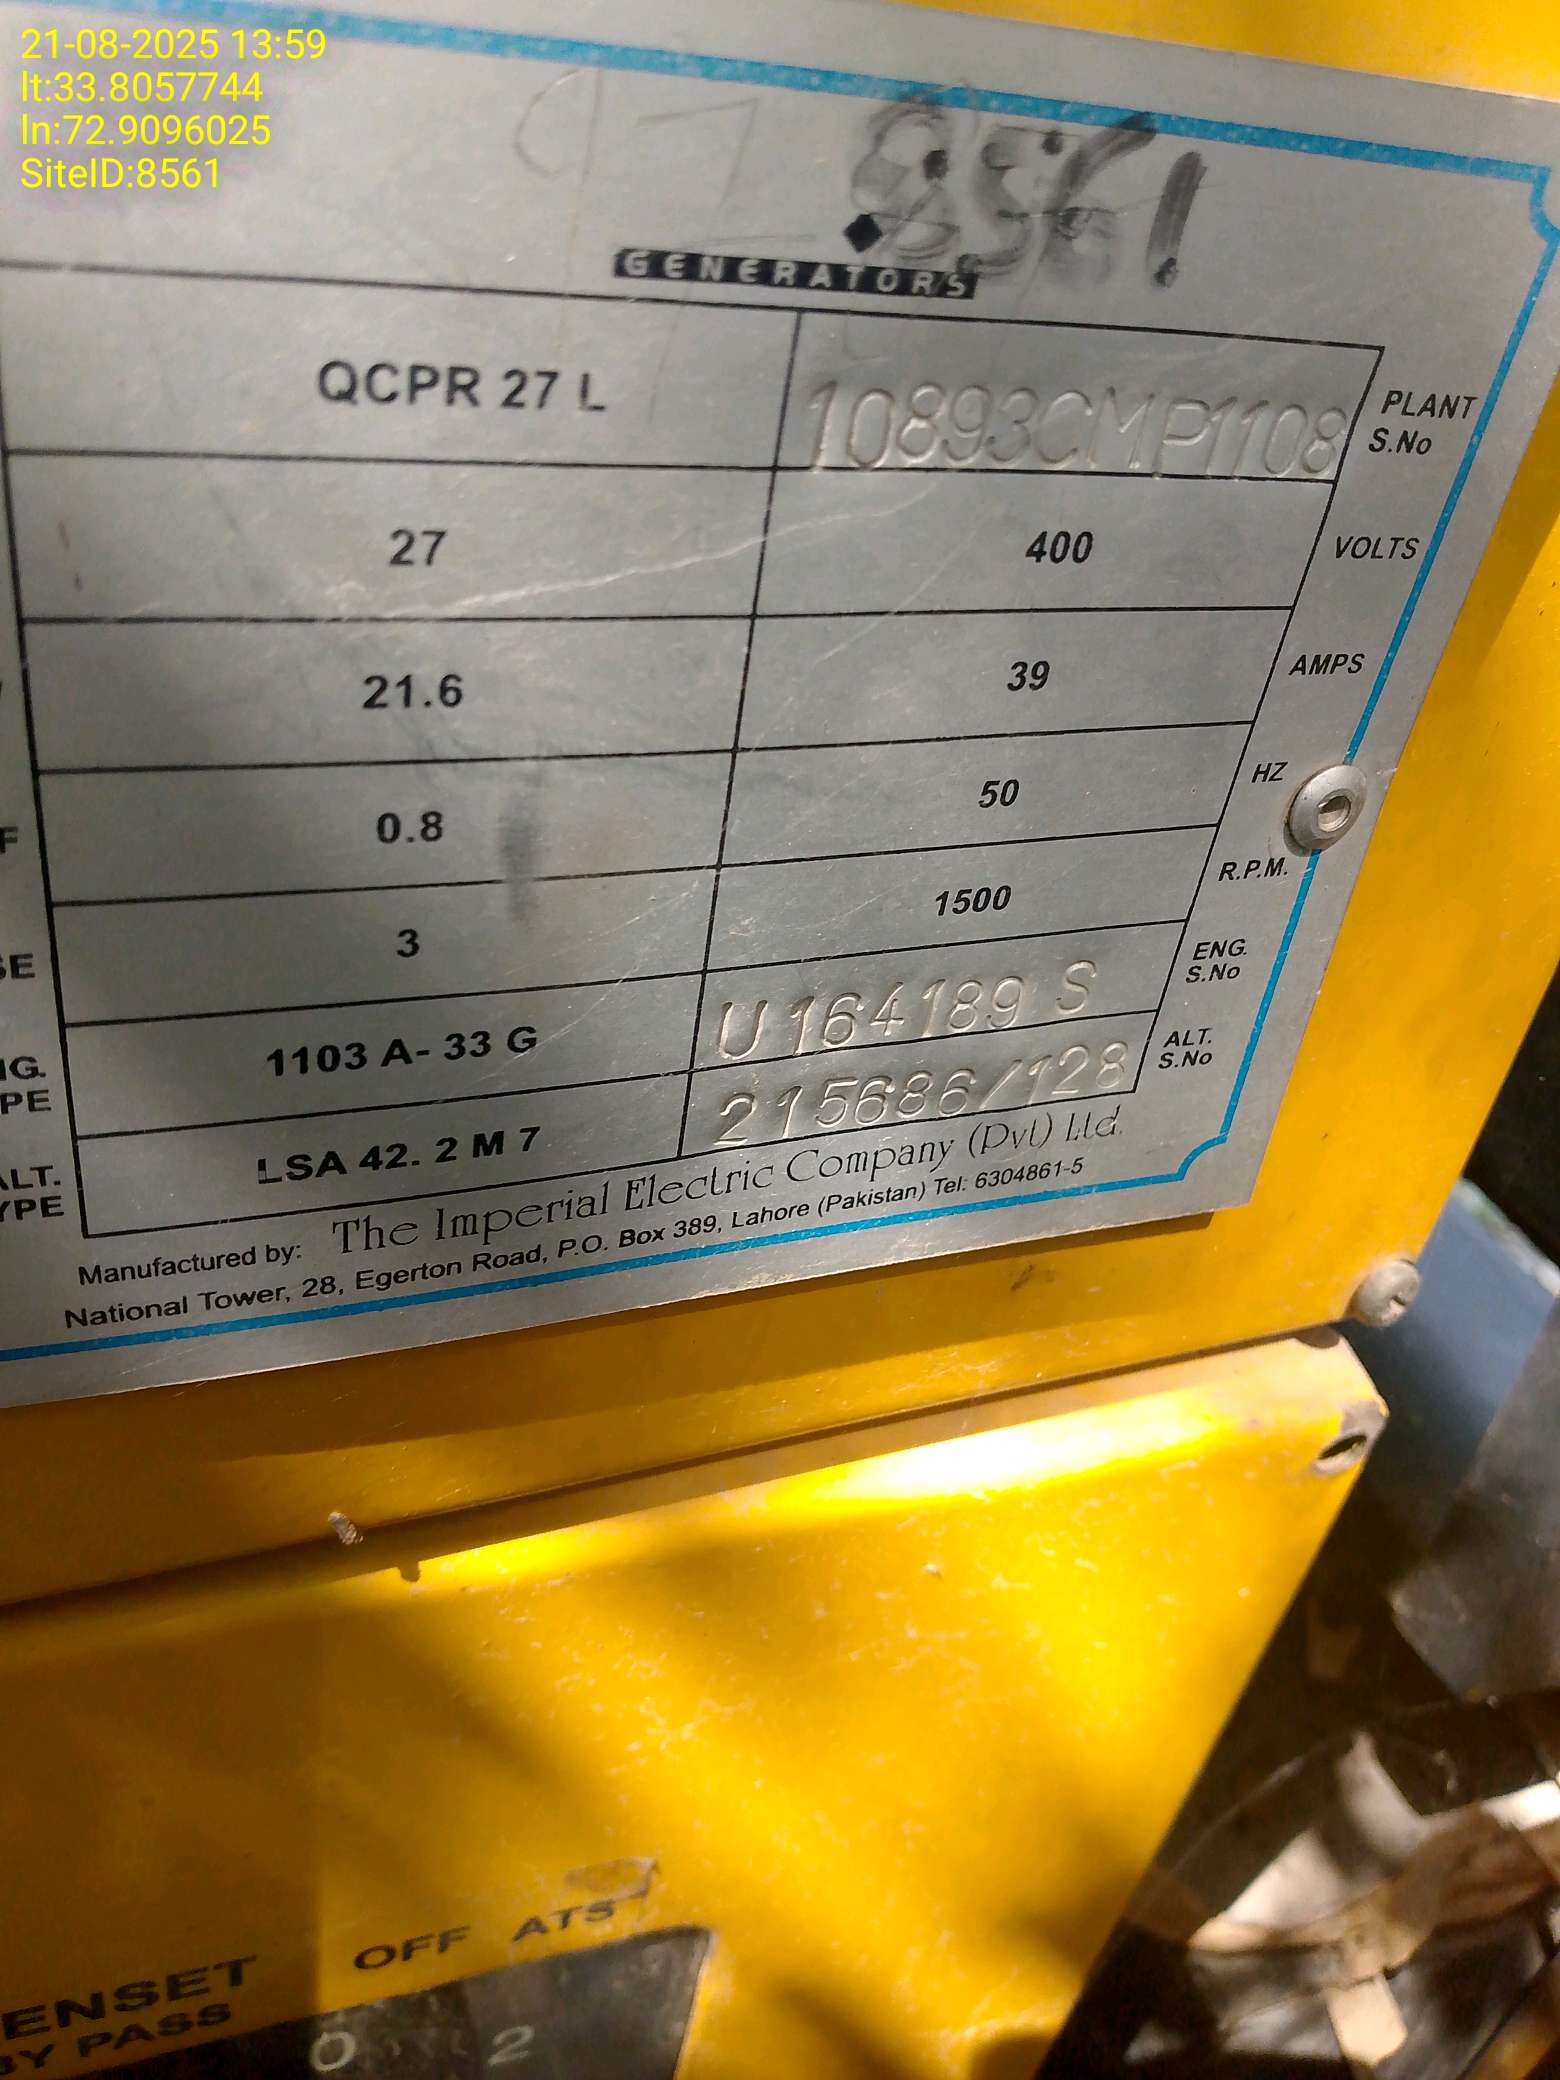 21-08-2025 13:59
lt:33.8057744
ln:72.9096025
SiteID:8561
8561
GENERATORS
QCPR 27 L 10893CMP1108 PLANT S.No
27 400 VOLTS
21.6 39 AMPS
0.8 50 HZ
3 1500 R.P.M.
1103 A- 33 G U164189 S ENG. S.No
LSA 42. 2 M 7 215686/128 ALT. S.No
Manufactured by: The Imperial Electric Company (Pvt) Ltd.
National Tower, 28, Egerton Road, P.O. Box 389, Lahore (Pakistan) Tel: 6304861-5
OFF ATS
BY PASS
0 2